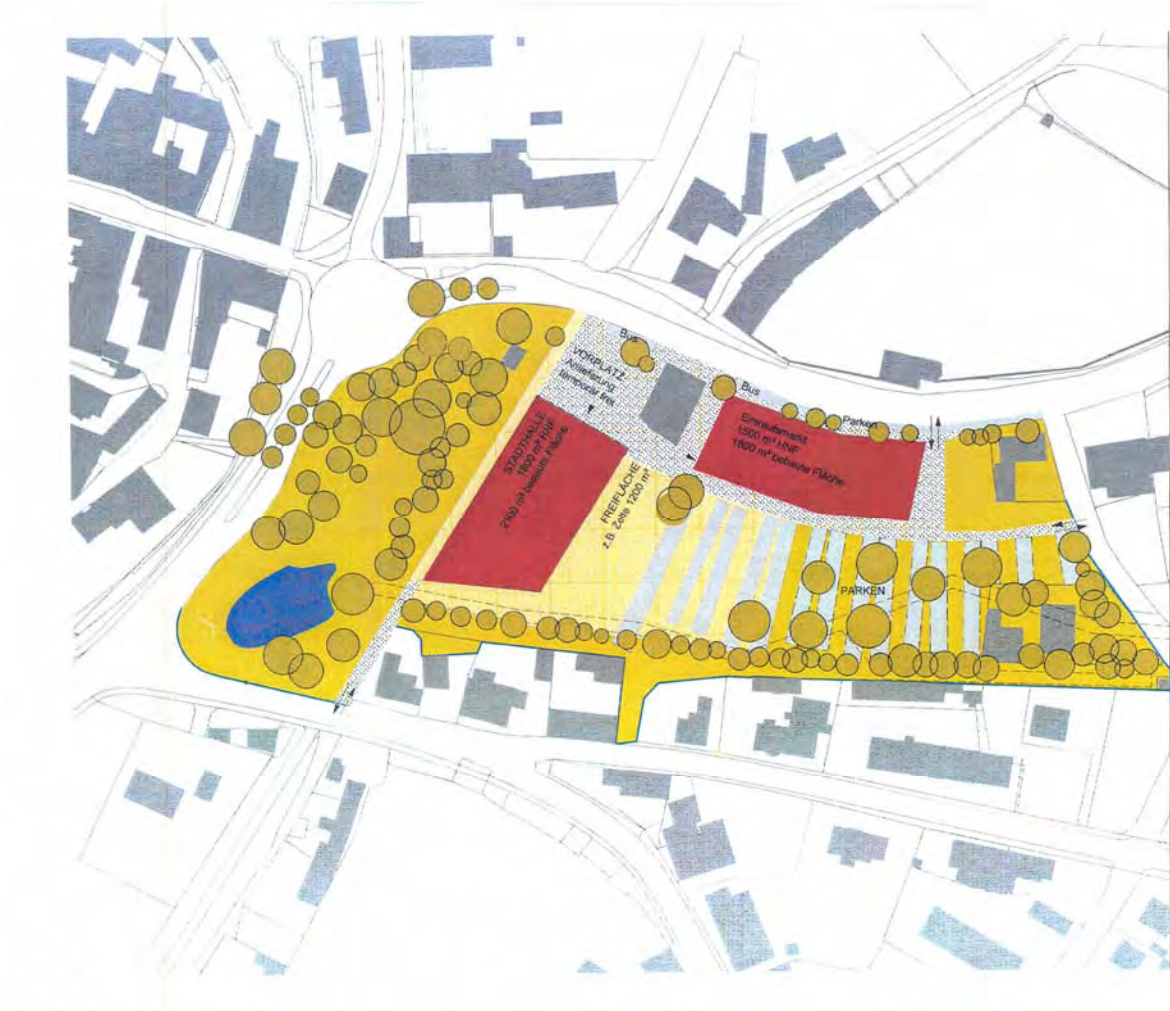 Bus
VORPLATZ
Anlieferung
temporär frei
Bus
Parken
Einkaufsmarkt
1500 m² HNF
1800 m² bebaute Fläche
STADTHALLE
1800 m² HNF
m² bebaute Fläche
FREIFLÄCHE
z.B. Zelte 1200 m²
PARKEN